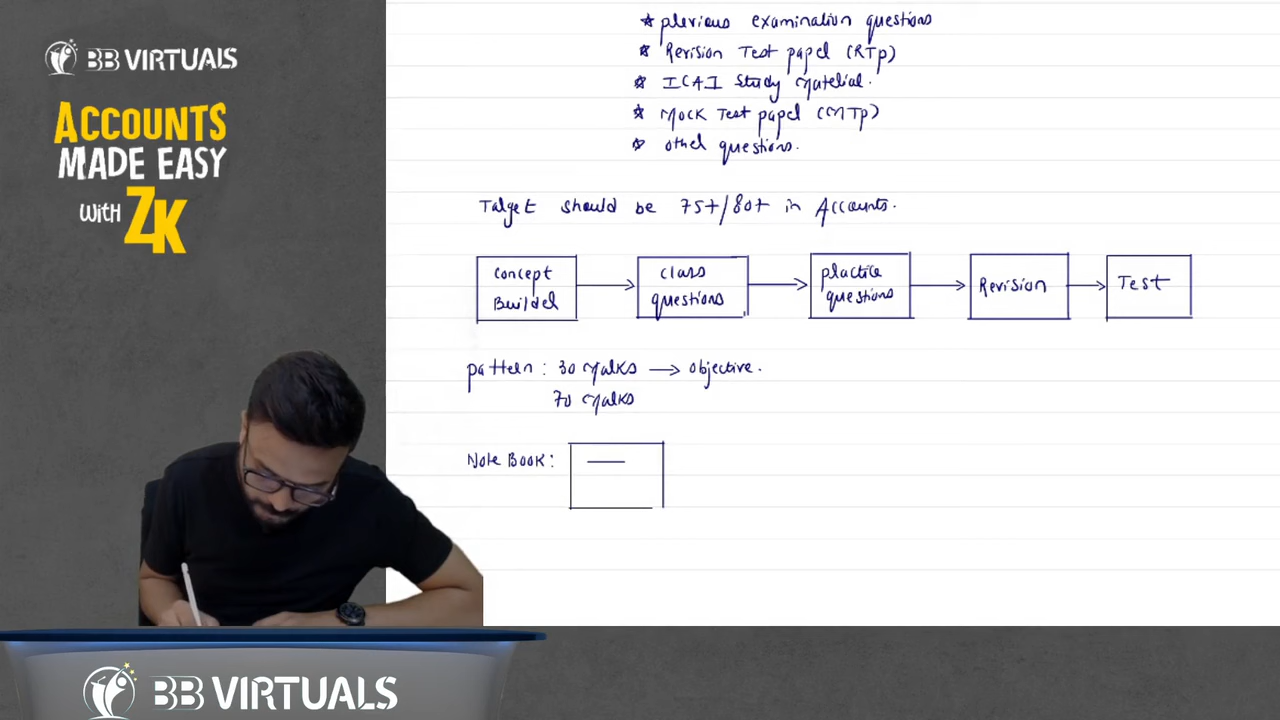 BB VIRTUALS
ACCOUNTS
MADE EASY
WITH ZK
* previous examination questions
* Revision Test paper (RTP)
* ICAI Study Material.
* Mock Test paper (MTP)
* other questions.
Target should be 75+/80+ in Accounts.
Concept Builder
class questions
practice questions
Revision
Test
pattern : 30 Marks → objective.
70 Marks
Note Book :
BB VIRTUALS